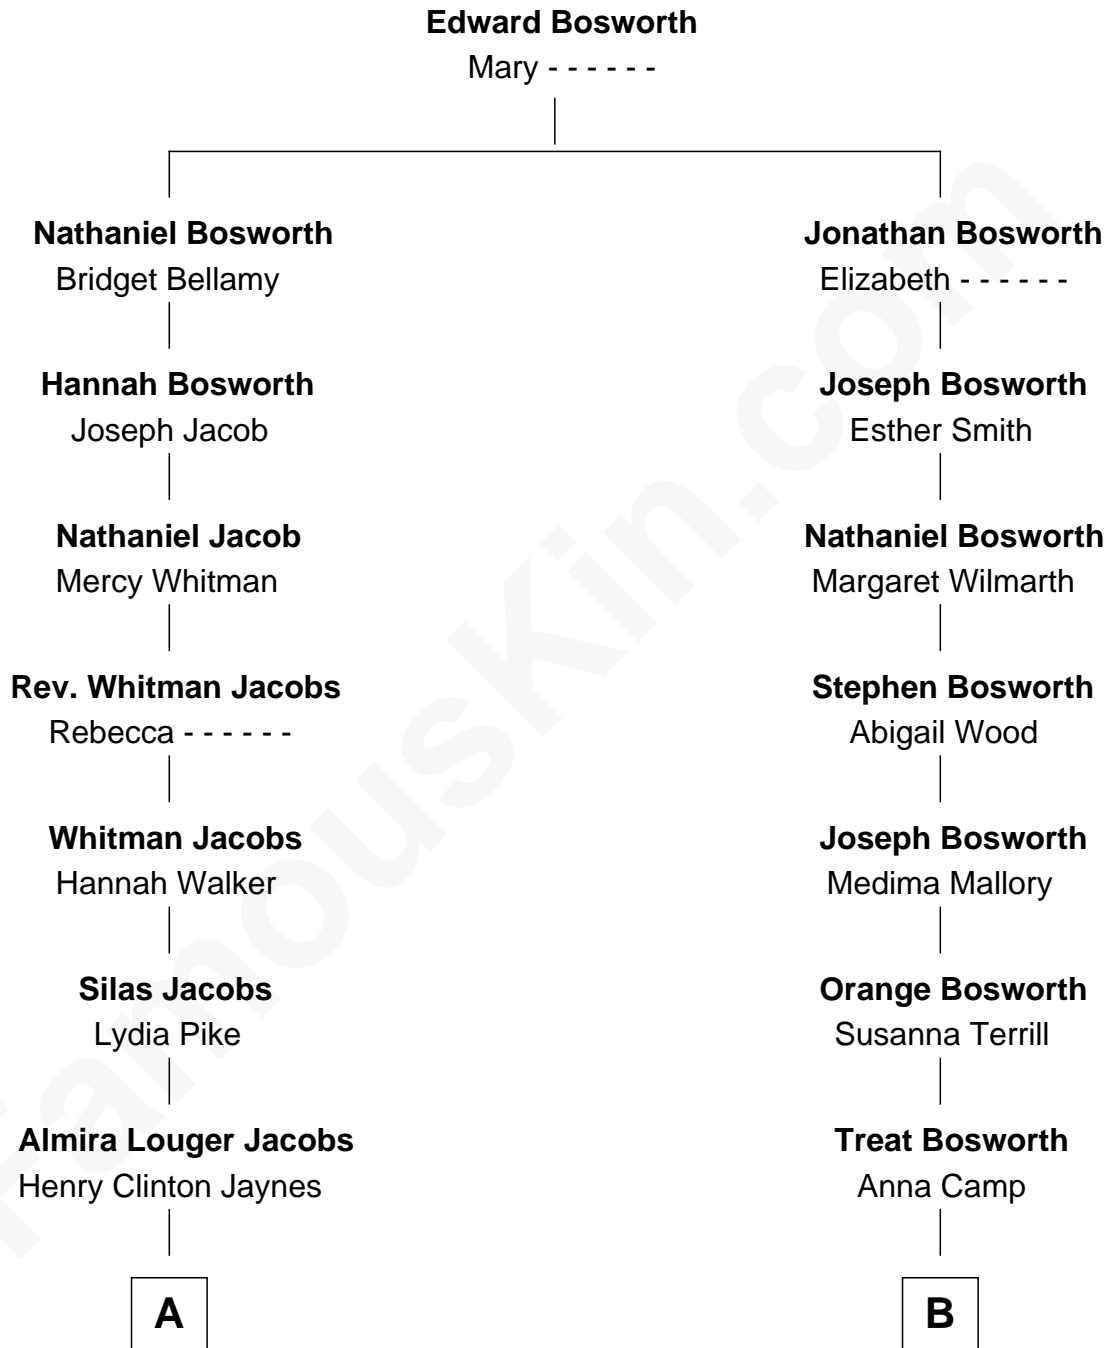 Edward Bosworth
Mary - - - - - -
Nathaniel Bosworth
Bridget Bellamy
Jonathan Bosworth
Elizabeth - - - - - -
Hannah Bosworth
Joseph Jacob
Joseph Bosworth
Esther Smith
Nathaniel Jacob
Mercy Whitman
Nathaniel Bosworth
Margaret Wilmarth
Rev. Whitman Jacobs
Rebecca - - - - - -
Stephen Bosworth
Abigail Wood
Whitman Jacobs
Hannah Walker
Joseph Bosworth
Medima Mallory
Silas Jacobs
Lydia Pike
Orange Bosworth
Susanna Terrill
Almira Louger Jacobs
Henry Clinton Jaynes
Treat Bosworth
Anna Camp
A
B
FamousKin.com